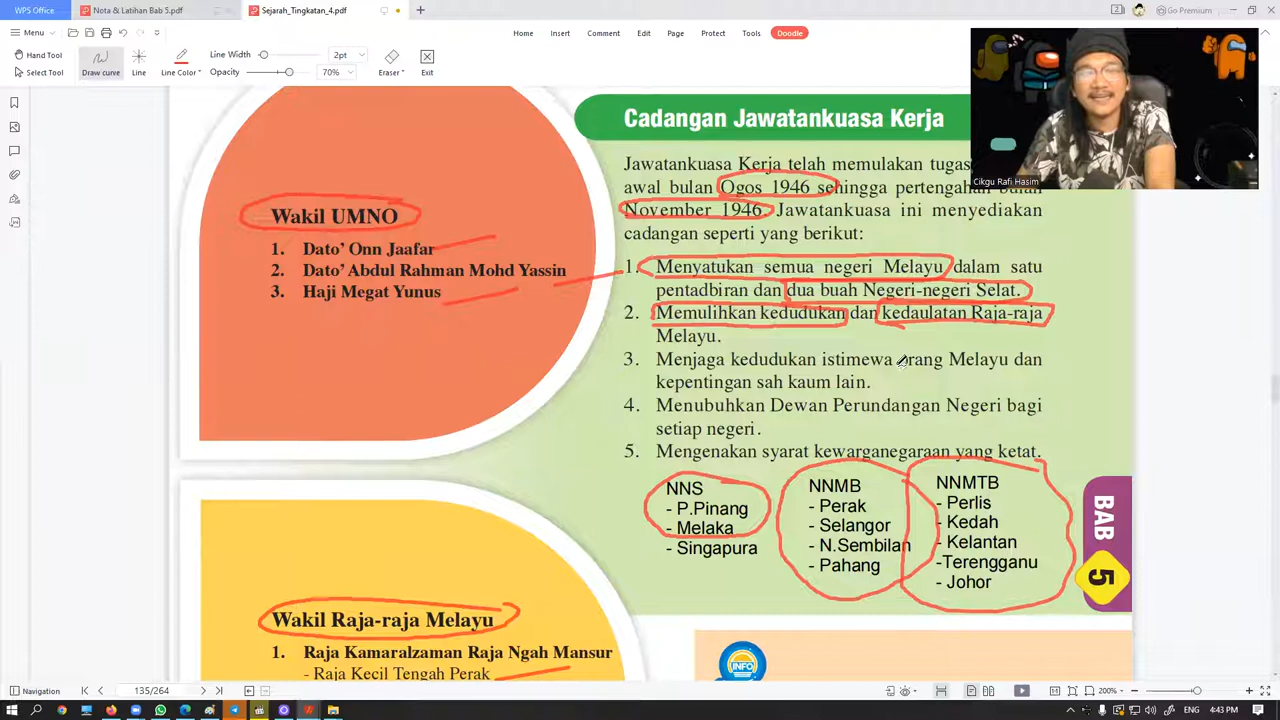 WPS Office
Nota & Latihan Bab 5.pdf
Sejarah_Tingkatan_4.pdf
Go Premium
Menu
Home
Insert
Comment
Edit
Page
Protect
Tools
Doodle
Hand Tool
Select Tool
Draw curve
Line
Line Color
Line Width
2pt
Opacity
70%
Eraser
Exit
Cikgu Rafi Hasim
Wakil UMNO
1. Dato' Onn Jaafar
2. Dato' Abdul Rahman Mohd Yassin
3. Haji Megat Yunus
Wakil Raja-raja Melayu
1. Raja Kamaralzaman Raja Ngah Mansur
- Raja Kecil Tengah Perak
Cadangan Jawatankuasa Kerja
Jawatankuasa Kerja telah memulakan tugas
awal bulan Ogos 1946 sehingga pertengahan bulan
November 1946. Jawatankuasa ini menyediakan
cadangan seperti yang berikut:
1. Menyatukan semua negeri Melayu dalam satu
pentadbiran dan dua buah Negeri-negeri Selat.
2. Memulihkan kedudukan dan kedaulatan Raja-raja
Melayu.
3. Menjaga kedudukan istimewa orang Melayu dan
kepentingan sah kaum lain.
4. Menubuhkan Dewan Perundangan Negeri bagi
setiap negeri.
5. Mengenakan syarat kewarganegaraan yang ketat.
NNS
- P.Pinang
- Melaka
- Singapura
NNMB
- Perak
- Selangor
- N.Sembilan
- Pahang
NNMTB
- Perlis
- Kedah
- Kelantan
-Terengganu
- Johor
BAB
5
INFO
Navigation
135/264
200%
ENG
4:43 PM